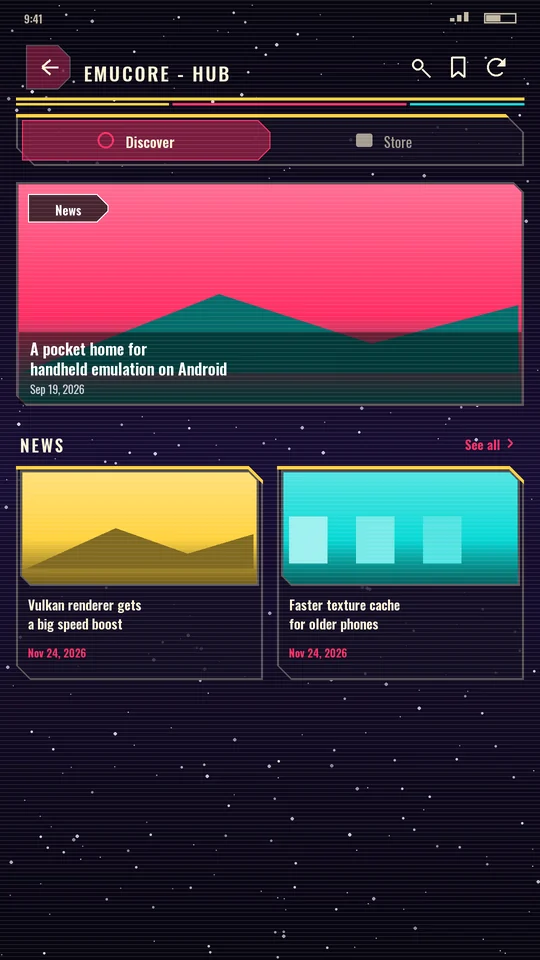 9:41
EMUCORE - HUB
Discover
Store
News
A pocket home for
handheld emulation on Android
Sep 19, 2026
NEWS
See all
Vulkan renderer gets
a big speed boost
Nov 24, 2026
Faster texture cache
for older phones
Nov 24, 2026